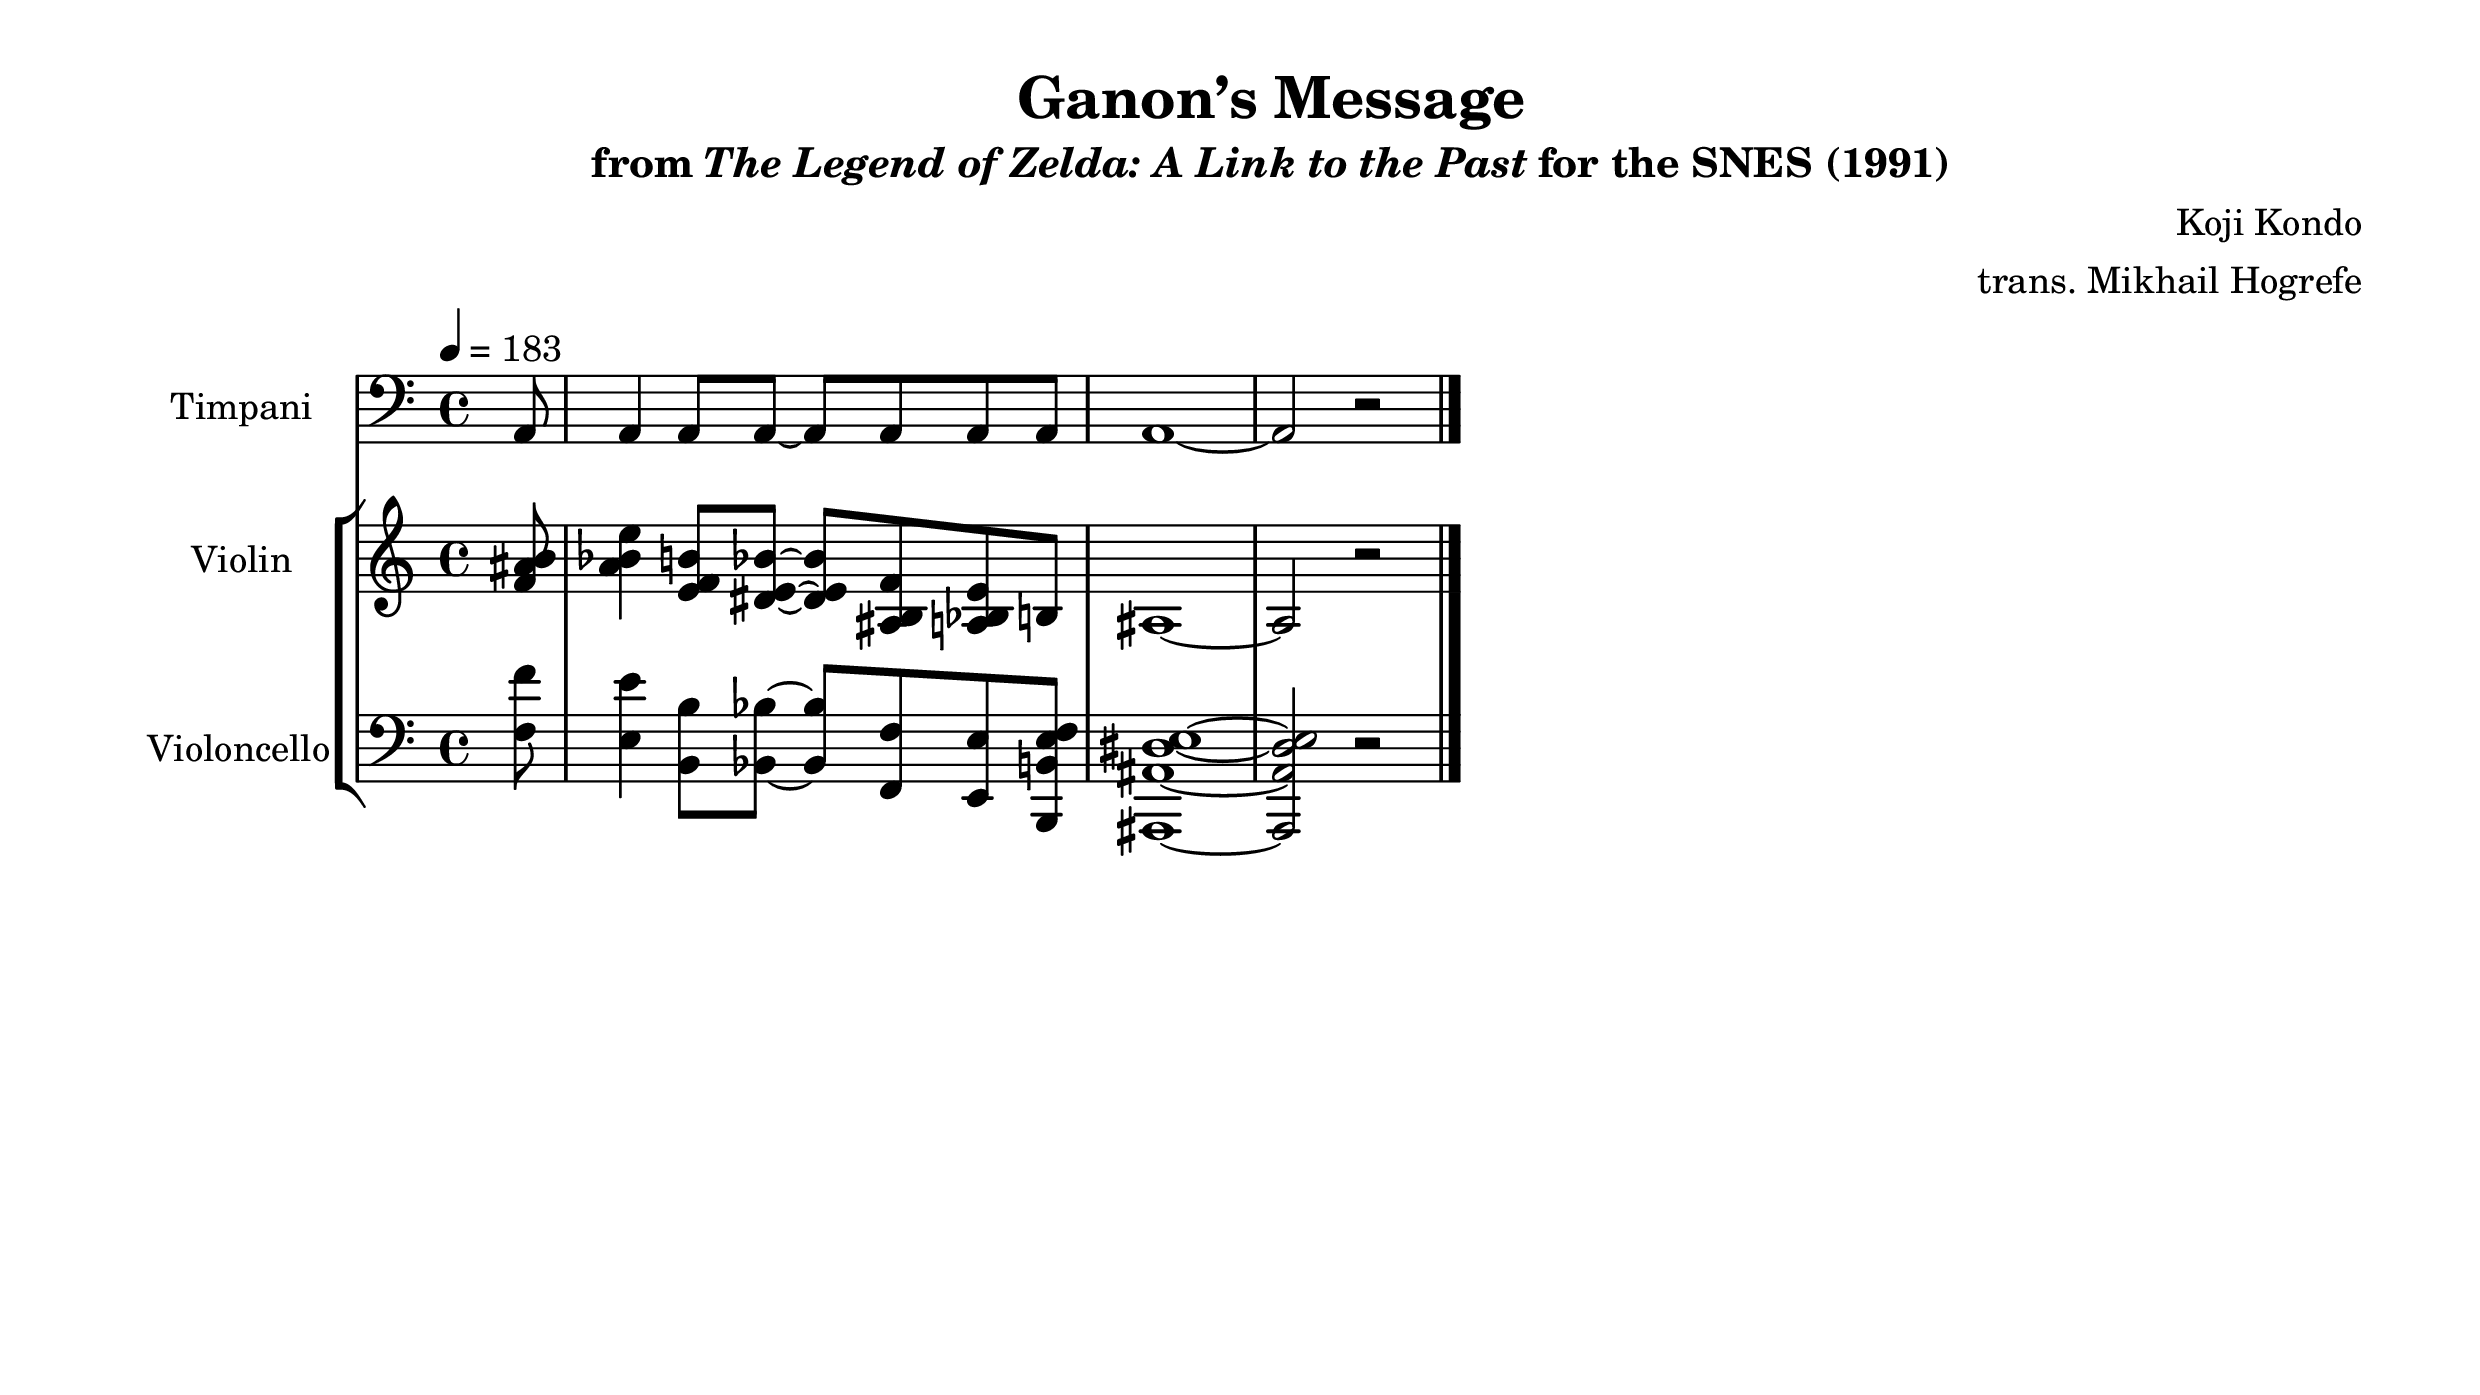 Ganon’s Message
from The Legend of Zelda: A Link to the Past for the SNES (1991)
Koji Kondo
trans. Mikhail Hogrefe
= 183
Timpani
Violin
Violoncello